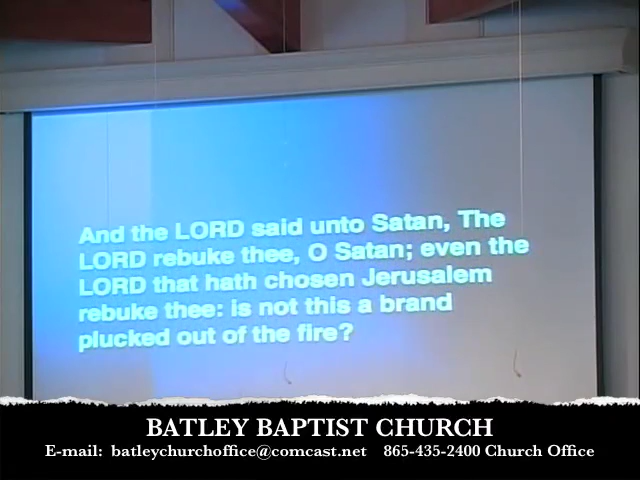 And the LORD said unto Satan, The
LORD rebuke thee, O Satan; even the
LORD that hath chosen Jerusalem
rebuke thee: is not this a brand
plucked out of the fire?
BATLEY BAPTIST CHURCH
E-mail: batleychurchoffice@comcast.net 865-435-2400 Church Office